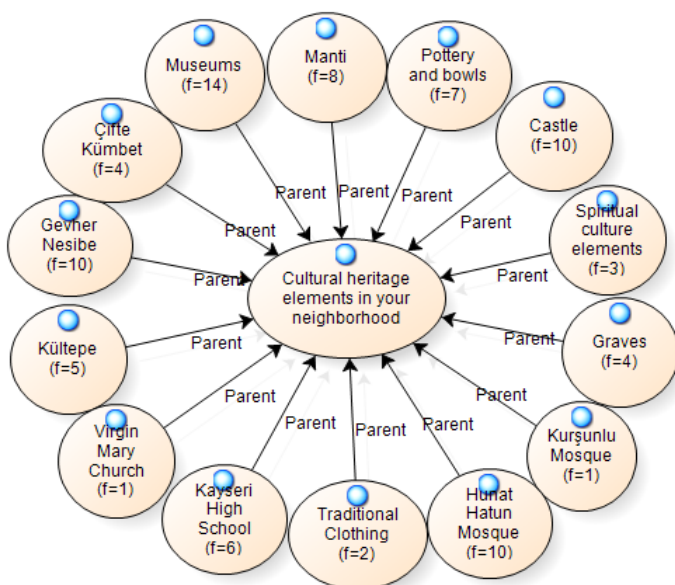 Museums
(f=14)
Manti
(f=8)
Pottery
and bowls
(f=7)
Castle
(f=10)
Spiritual
culture
elements
(f=3)
Graves
(f=4)
Kurşunlu
Mosque
(f=1)
Hunat
Hatun
Mosque
(f=10)
Traditional
Clothing
(f=2)
Kayseri
High
School
(f=6)
Virgin
Mary
Church
(f=1)
Kültepe
(f=5)
Gevher
Nesibe
(f=10)
Çifte
Kümbet
(f=4)
Cultural heritage
elements in your
neighborhood
Parent
Parent
Parent
Parent
Parent
Parent
Parent
Parent
Parent
Parent
Parent
Parent
Parent